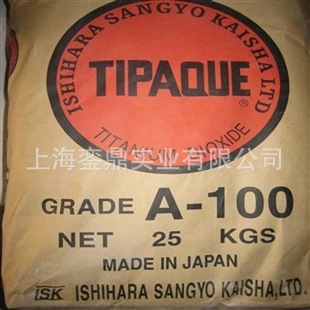 ISHIHARA SANGYO KAISHA LTD
TIPAQUE
®
TITANIUM DIOXIDE
上海銮鼎实业有限公司
GRADE A-100
NET 25 KGS
MADE IN JAPAN
ISK ISHIHARA SANGYO KAISHA,LTD.